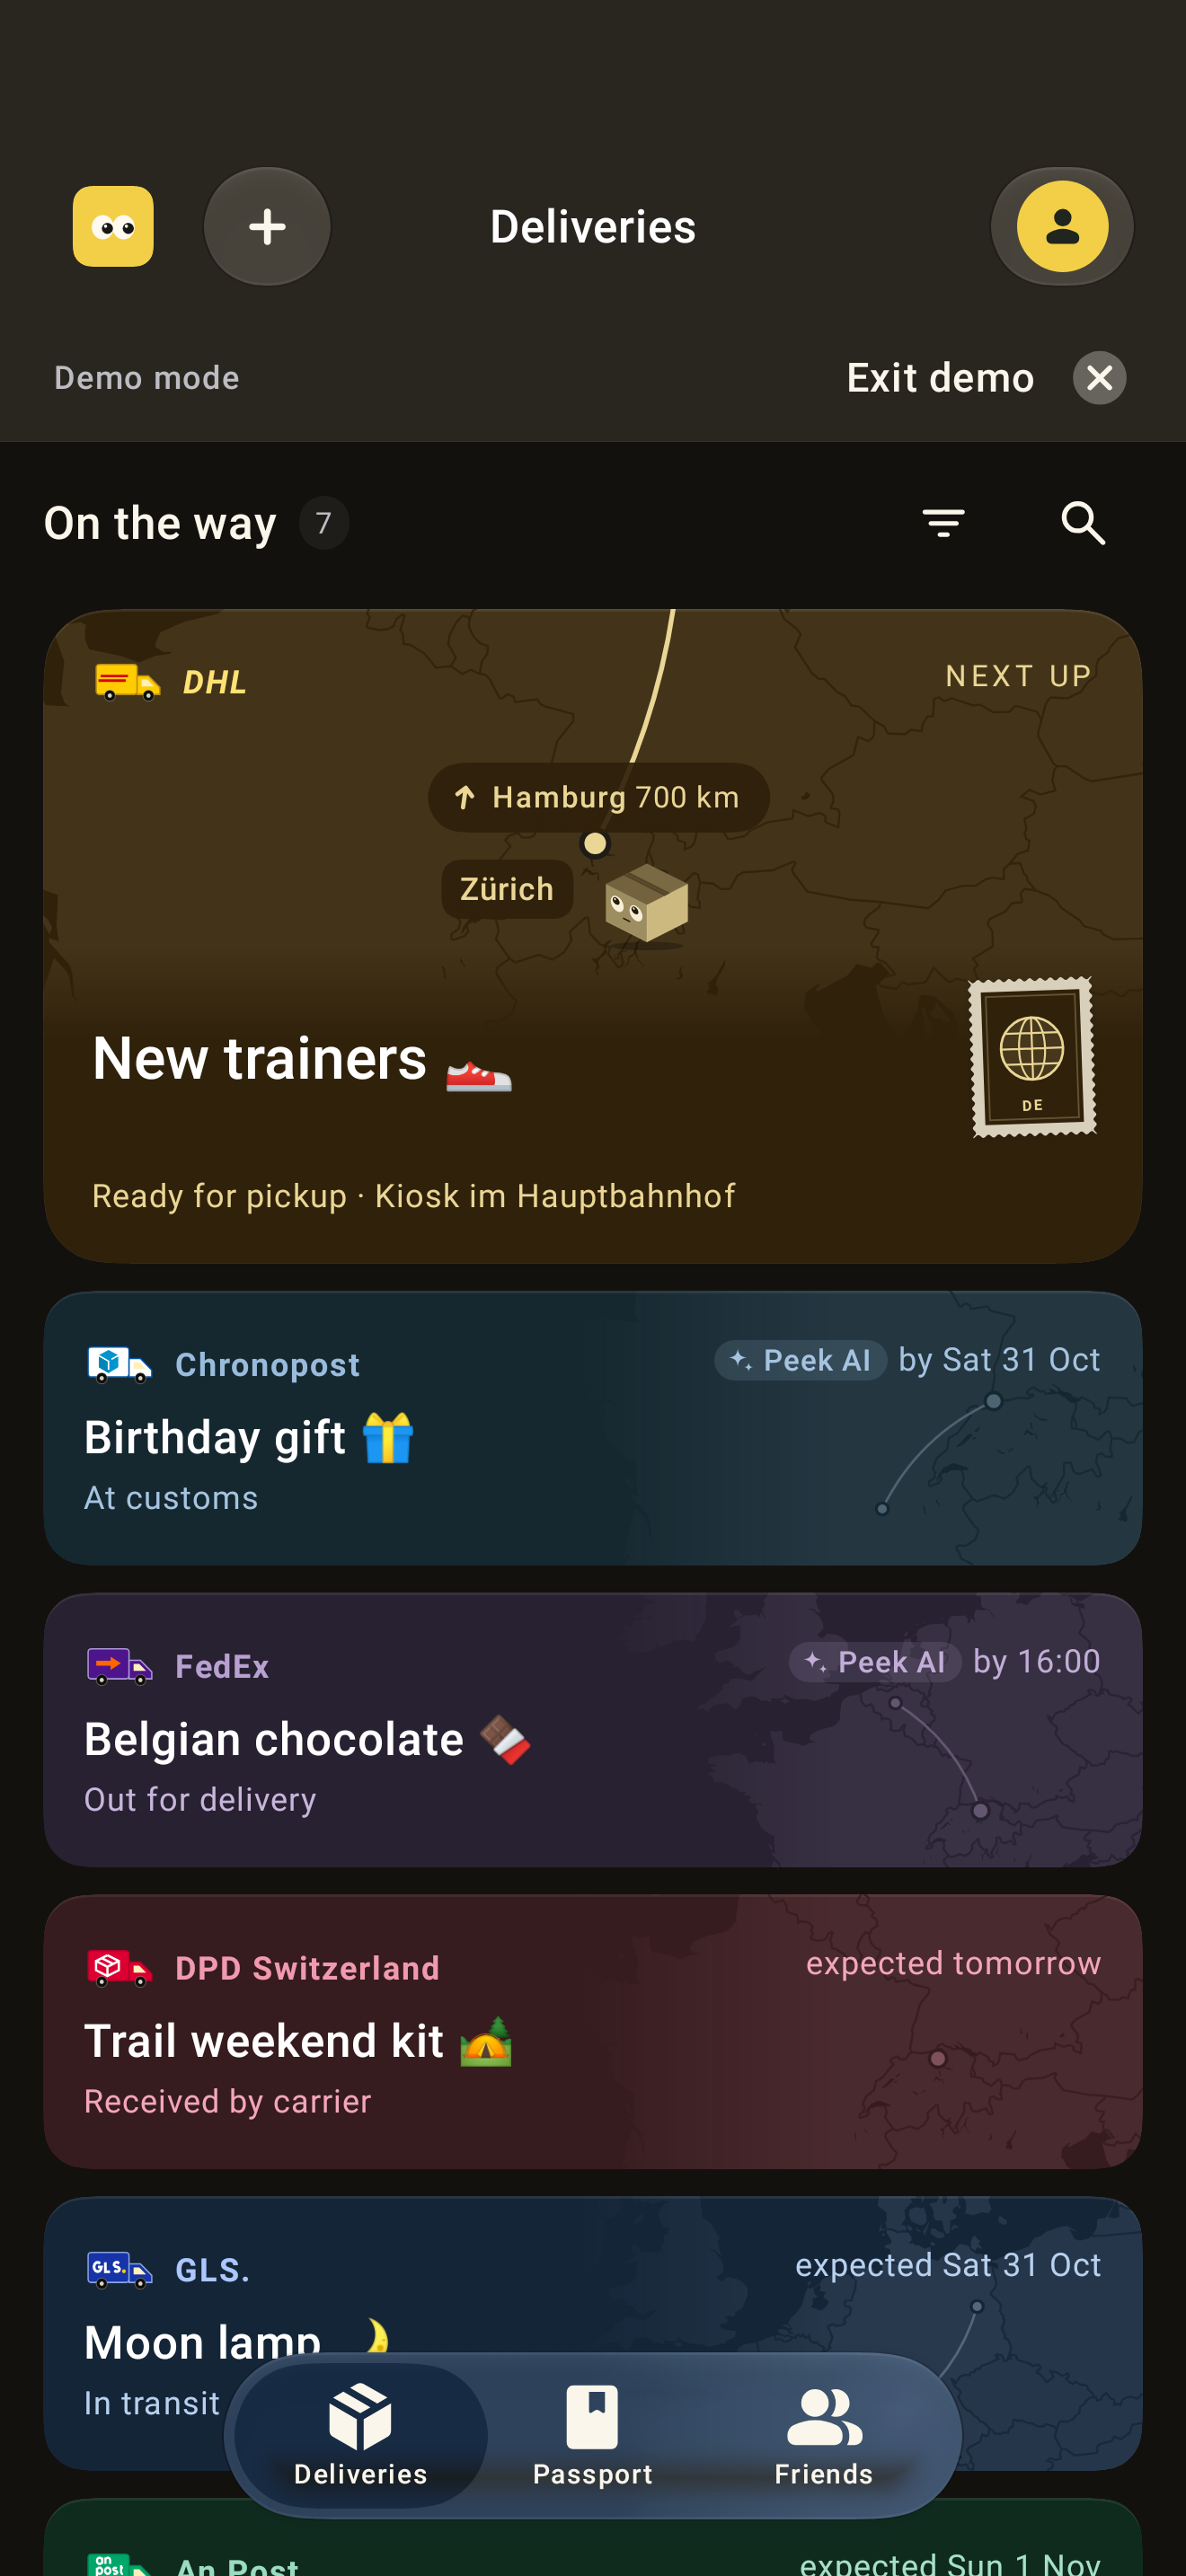 Deliveries
Demo mode
Exit demo
On the way 7
DHL
NEXT UP
Hamburg 700 km
Zürich
New trainers
DE
Ready for pickup · Kiosk im Hauptbahnhof
Chronopost
Peek AI by Sat 31 Oct
Birthday gift
At customs
FedEx
Peek AI by 16:00
Belgian chocolate
Out for delivery
DPD Switzerland
expected tomorrow
Trail weekend kit
Received by carrier
GLS.
GLS.
expected Sat 31 Oct
Moon lamp
In transit
Deliveries
Passport
Friends
an post
An Post
expected Sun 1 Nov